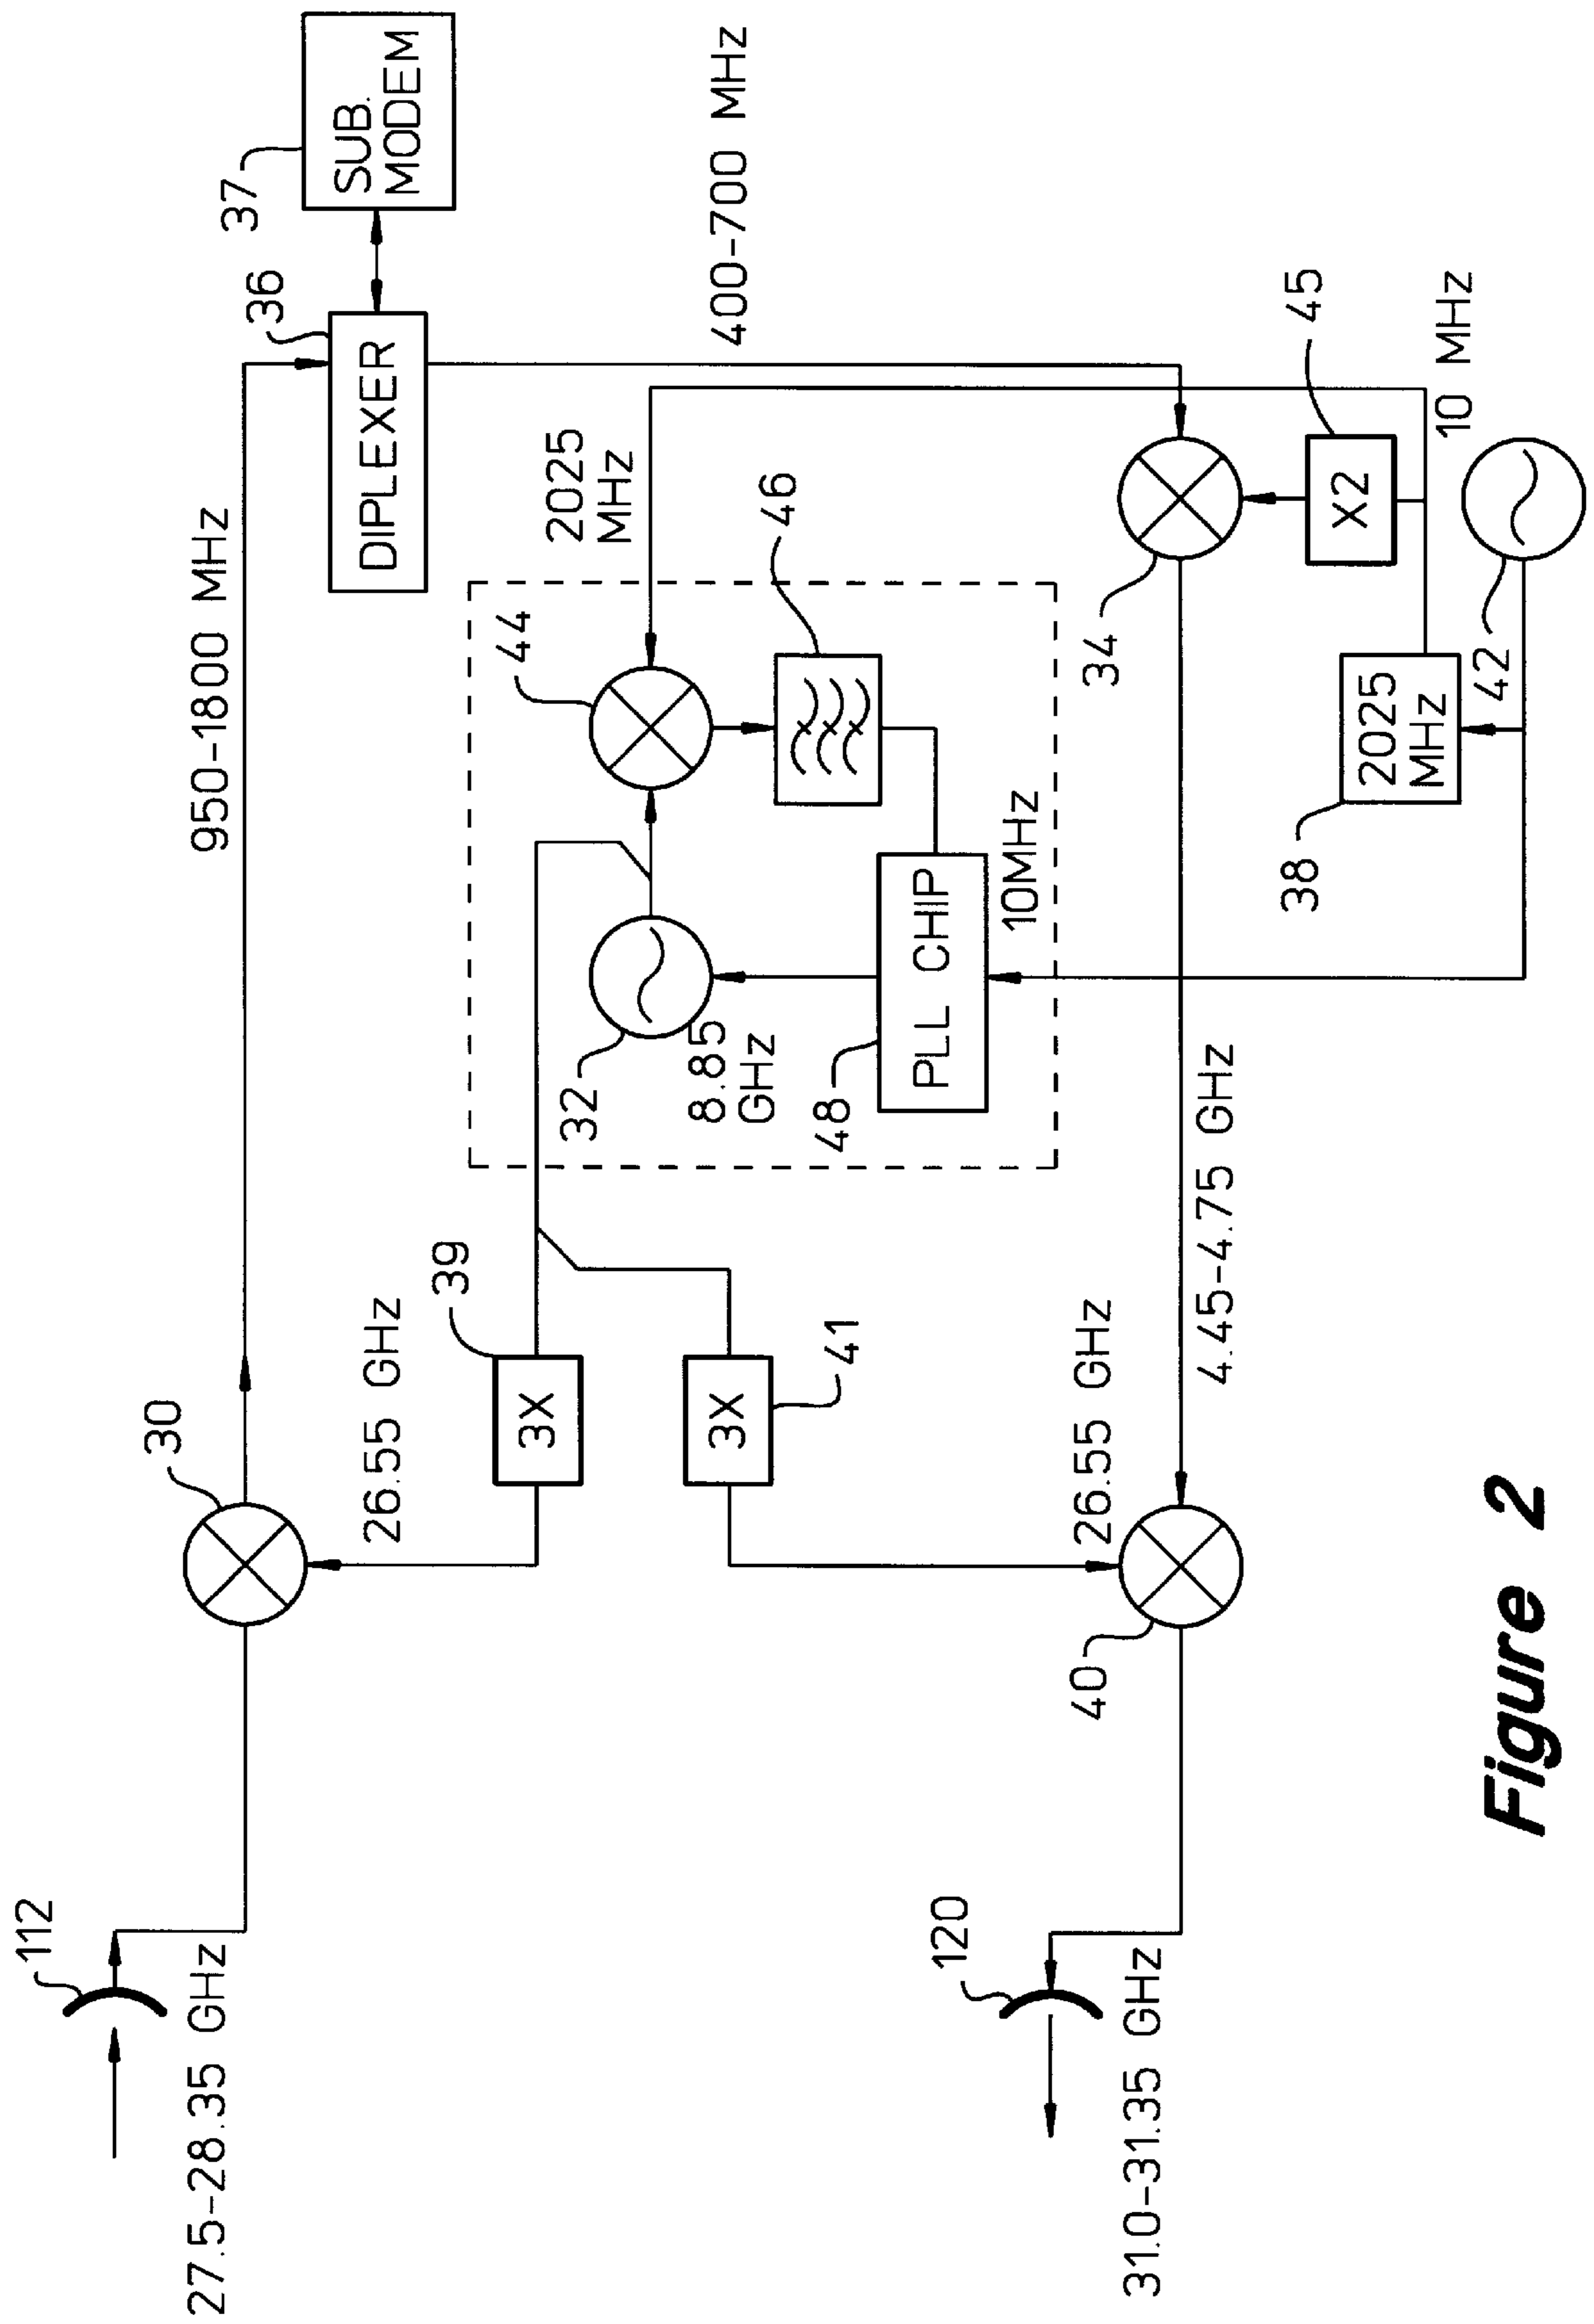 112
27.5-28.35 GHz
30
950-1800 MHz
36
DIPLEXER
37
SUB.
MODEM
26.55 GHz
39
3X
3X
41
26.55 GHz
32
8.85
GHz
44
2025
MHz
46
48
PLL CHIP
10MHz
400-700 MHz
120
31.0-31.35 GHz
40
4.45-4.75 GHz
34
45
X2
38
2025
MHz
42
10 MHz
Figure 2